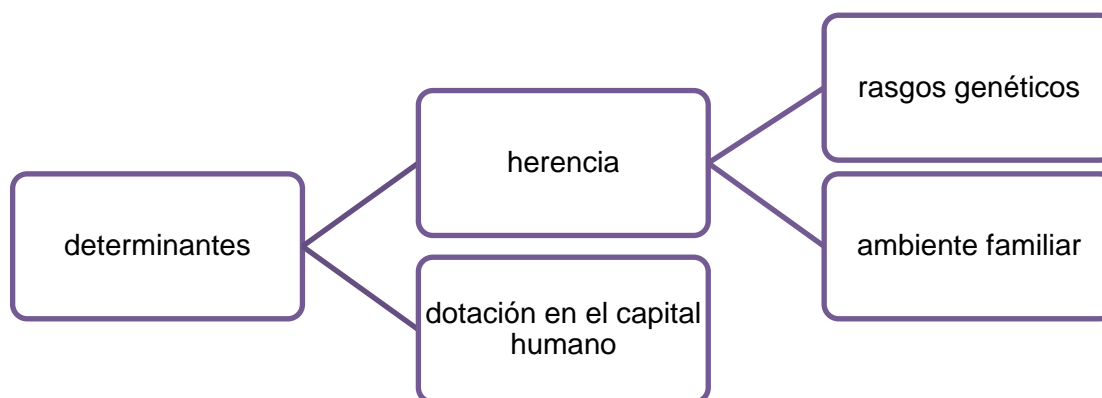 determinantes
herencia
rasgos genéticos
ambiente familiar
dotación en el capital
humano